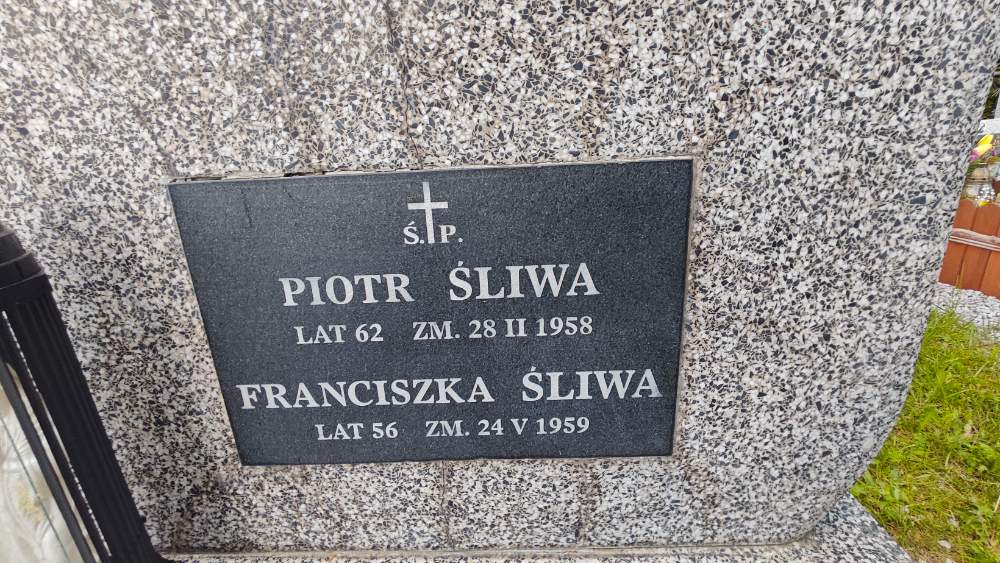 Ś. P.
PIOTR ŚLIWA
LAT 62 ZM. 28 II 1958
FRANCISZKA ŚLIWA
LAT 56 ZM. 24 V 1959